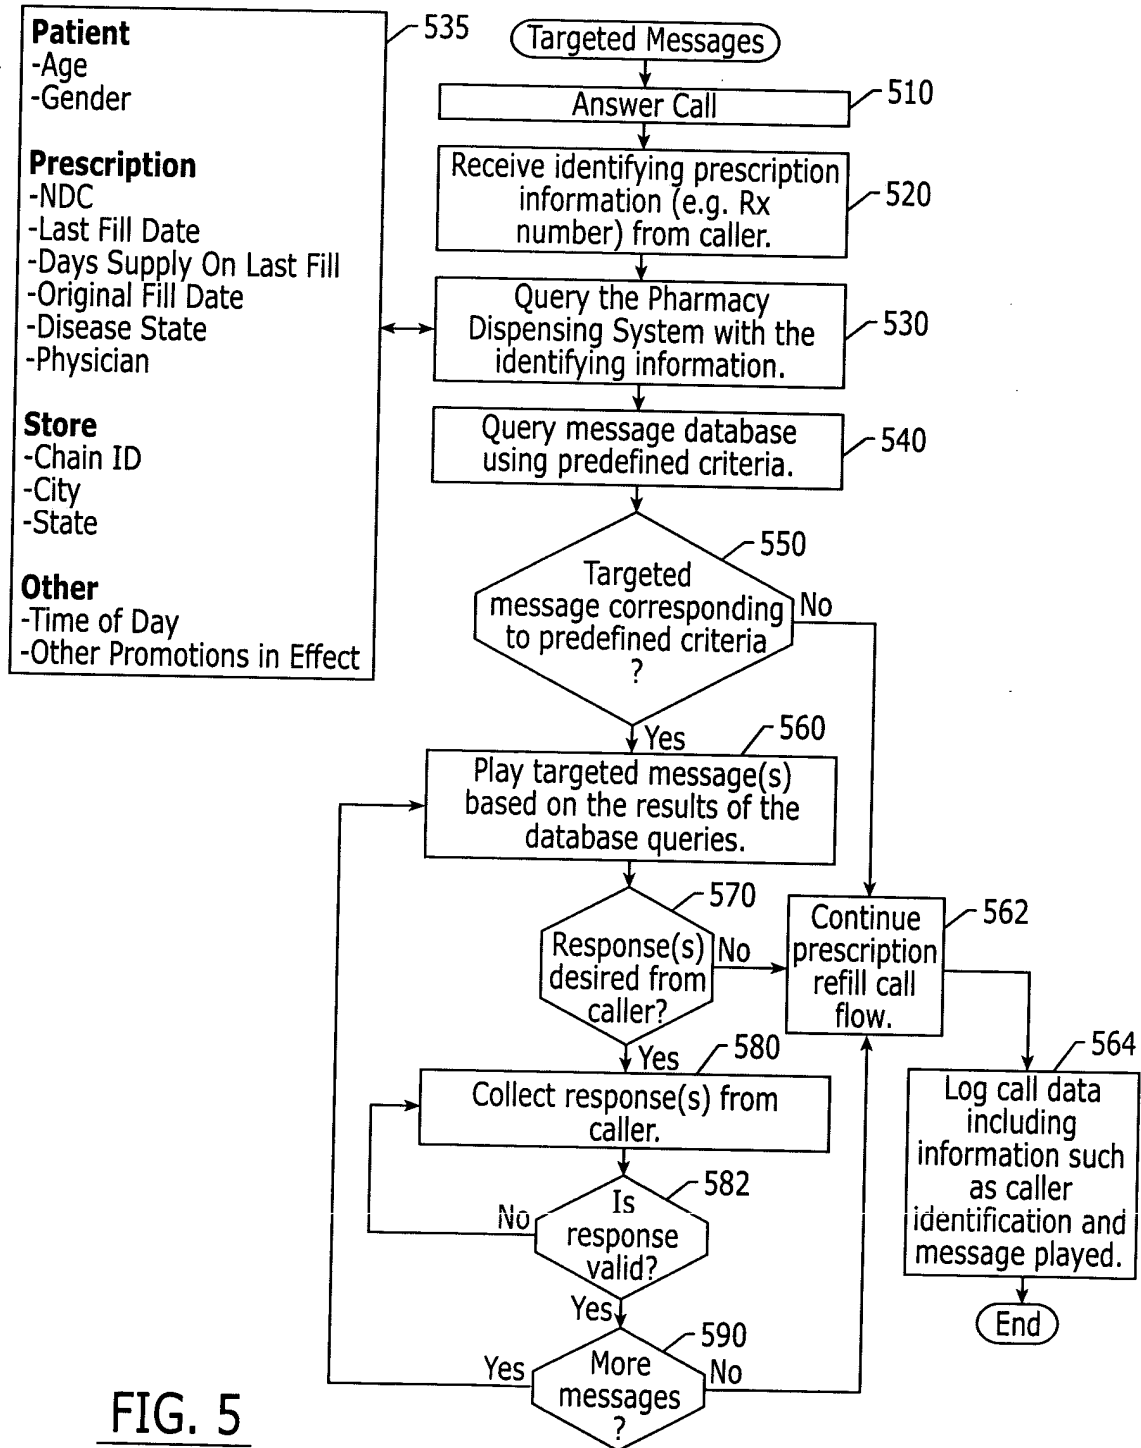 Patient
-Age
-Gender
Prescription
-NDC
-Last Fill Date
-Days Supply On Last Fill
-Original Fill Date
-Disease State
-Physician
Store
-Chain ID
-City
-State
Other
-Time of Day
-Other Promotions in Effect
535
Targeted Messages
Answer Call
510
Receive identifying prescription
information (e.g. Rx
number) from caller.
520
Query the Pharmacy
Dispensing System with the
identifying information.
530
Query message database
using predefined criteria.
540
Targeted
message corresponding
to predefined criteria
?
550
No
Yes
Play targeted message(s)
based on the results of the
database queries.
560
Response(s)
desired from
caller?
570
No
Yes
Continue
prescription
refill call
flow.
562
Log call data
including
information such
as caller
identification and
message played.
564
End
Collect response(s) from
caller.
580
Is
response
valid?
582
No
Yes
More
messages
?
590
Yes
No
FIG. 5